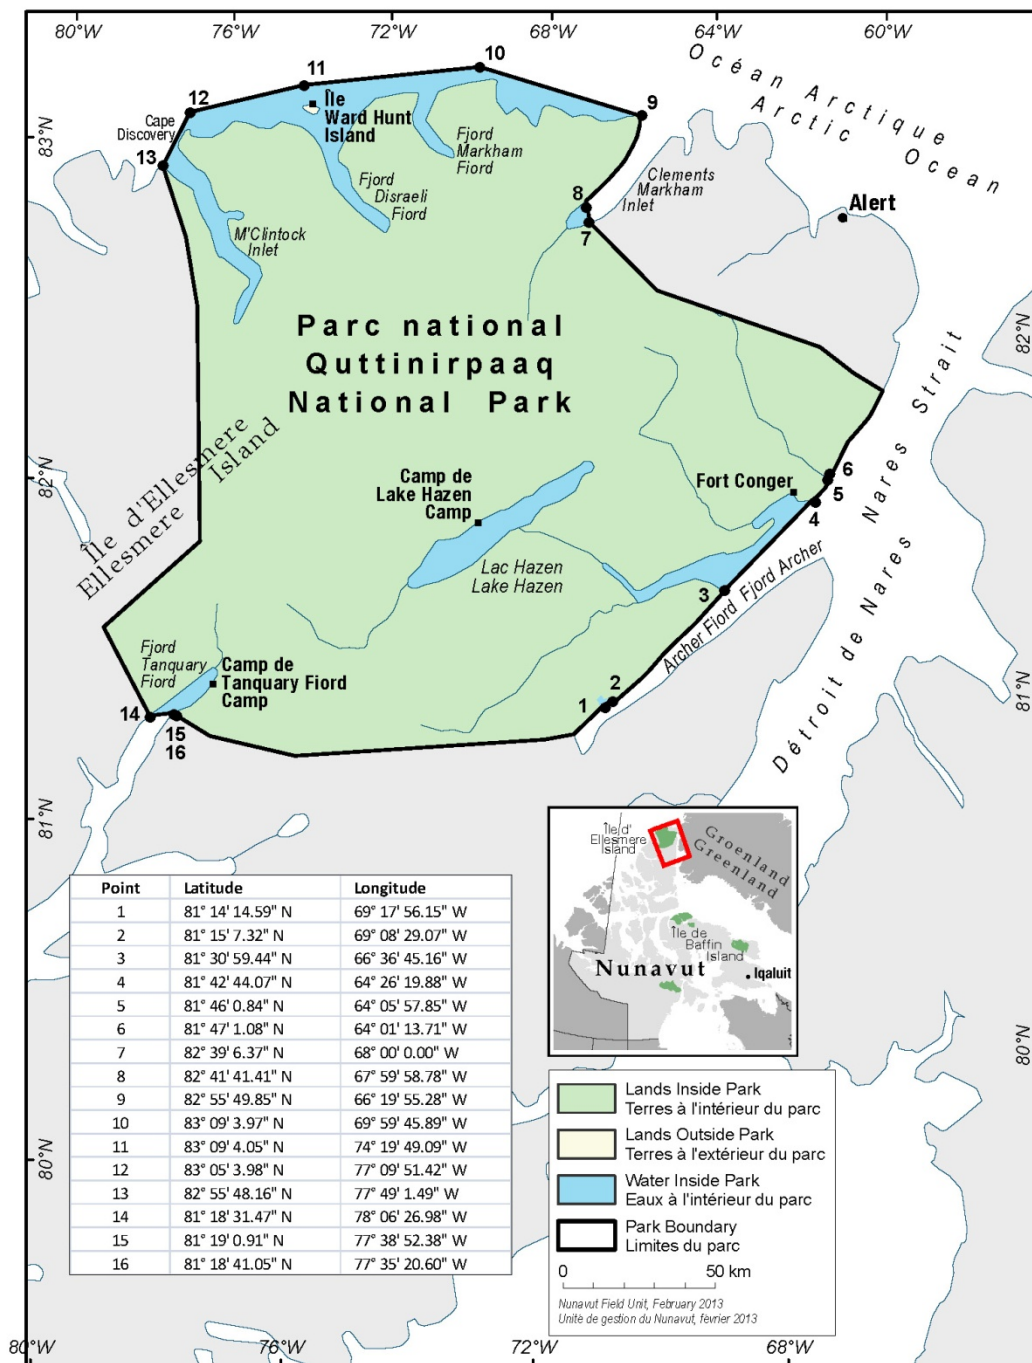 80°W
76°W
72°W
68°W
64°W
60°W
Océan Arctique
Arctic Ocean
10
11
12
9
Île
Ward Hunt
Island
Cape
Discovery
83°N
13
Fjord
Markham
Fiord
Fjord
Disraeli
Fiord
Clements
Markham
Inlet
8
7
Alert
M'Clintock
Inlet
Parc national
Quttinirpaaq
National Park
82°N
Île d'Ellesmere
Ellesmere Island
82°N
Camp de
Lake Hazen
Camp
Fort Conger
6
5
4
Lac Hazen
Lake Hazen
3
Archer Fiord Fjord Archer
Détroit de Nares Nares Strait
Fjord
Tanquary
Fiord
Camp de
Tanquary Fiord
Camp
2
1
14
15
16
81°N
81°N
Île d'
Ellesmere
Island
Groenland
Greenland
Île de
Baffin
Island
Nunavut
Iqaluit
Point Latitude Longitude
1 81° 14' 14.59" N 69° 17' 56.15" W
2 81° 15' 7.32" N 69° 08' 29.07" W
3 81° 30' 59.44" N 66° 36' 45.16" W
4 81° 42' 44.07" N 64° 26' 19.88" W
5 81° 46' 0.84" N 64° 05' 57.85" W
6 81° 47' 1.08" N 64° 01' 13.71" W
7 82° 39' 6.37" N 68° 00' 0.00" W
8 82° 41' 41.41" N 67° 59' 58.78" W
9 82° 55' 49.85" N 66° 19' 55.28" W
10 83° 09' 3.97" N 69° 59' 45.89" W
11 83° 09' 4.05" N 74° 19' 49.09" W
12 83° 05' 3.98" N 77° 09' 51.42" W
13 82° 55' 48.16" N 77° 49' 1.49" W
14 81° 18' 31.47" N 78° 06' 26.98" W
15 81° 19' 0.91" N 77° 38' 52.38" W
16 81° 18' 41.05" N 77° 35' 20.60" W
80°N
80°N
Lands Inside Park
Terres à l'intérieur du parc
Lands Outside Park
Terres à l'extérieur du parc
Water Inside Park
Eaux à l'intérieur du parc
Park Boundary
Limites du parc
0 50 km
Nunavut Field Unit, February 2013
Unité de gestion du Nunavut, février 2013
80°W
76°W
72°W
68°W